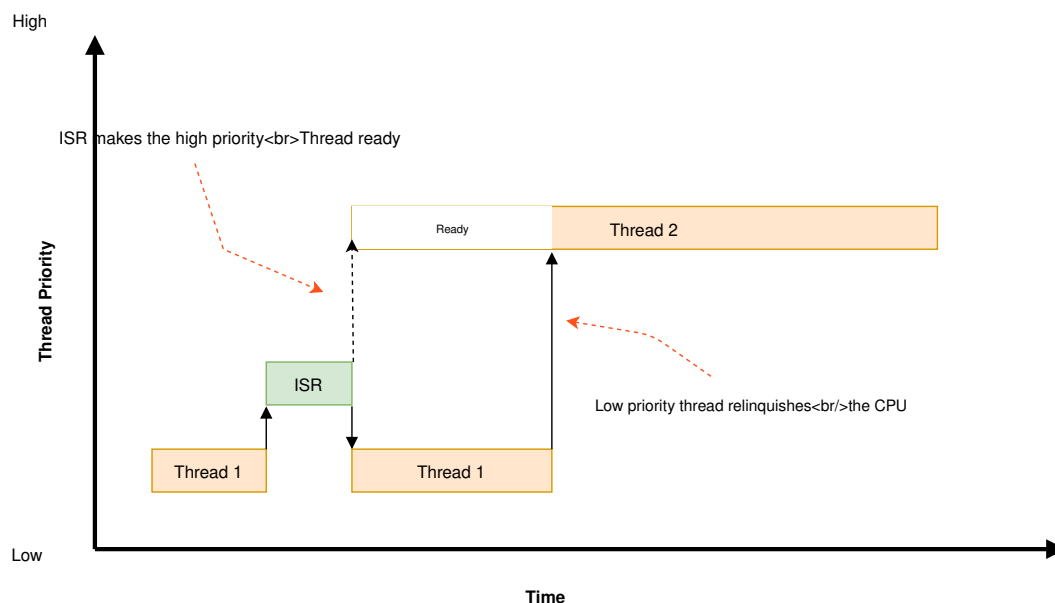 High
ISR makes the high priority<br>Thread ready
Ready
Thread 2
Thread Priority
ISR
Low priority thread relinquishes<br/>the CPU
Thread 1
Thread 1
Low
Time